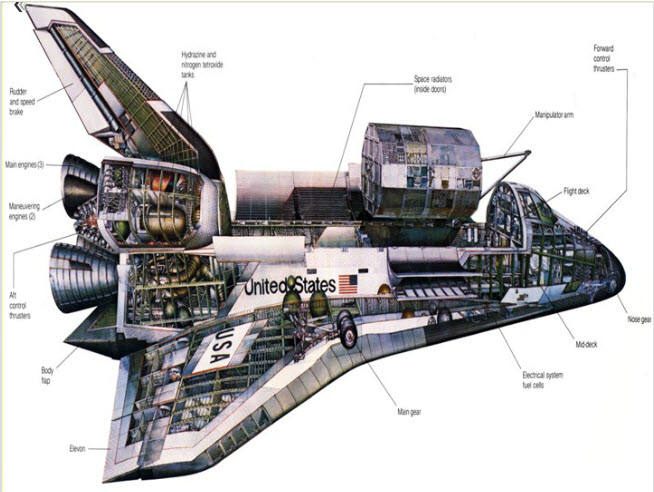 Hydrazine and
nitrogen tetroxide
tanks
Forward
control
thrusters
Space radiators
(inside doors)
Rudder
and speed
brake
Manipulator arm
Main engines (3)
Flight deck
Maneuvering
engines (2)
United States
Aft
control
thrusters
Nose gear
USA
Mid-deck
Body
flap
Electrical system
fuel cells
Main gear
Elevon